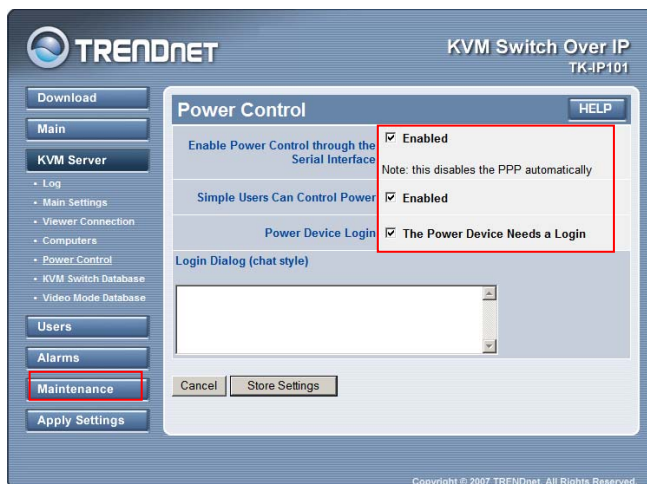 TRENDNET
KVM Switch Over IP
TK-IP101
Download
Main
KVM Server
• Log
• Main Settings
• Viewer Connection
• Computers
• Power Control
• KVM Switch Database
• Video Mode Database
Users
Alarms
Maintenance
Apply Settings
Power Control
HELP
Enable Power Control through the
Serial Interface
Enabled
Note: this disables the PPP automatically
Simple Users Can Control Power
Enabled
Power Device Login
The Power Device Needs a Login
Login Dialog (chat style)
Cancel
Store Settings
Copyright © 2007 TRENDnet. All Rights Reserved.